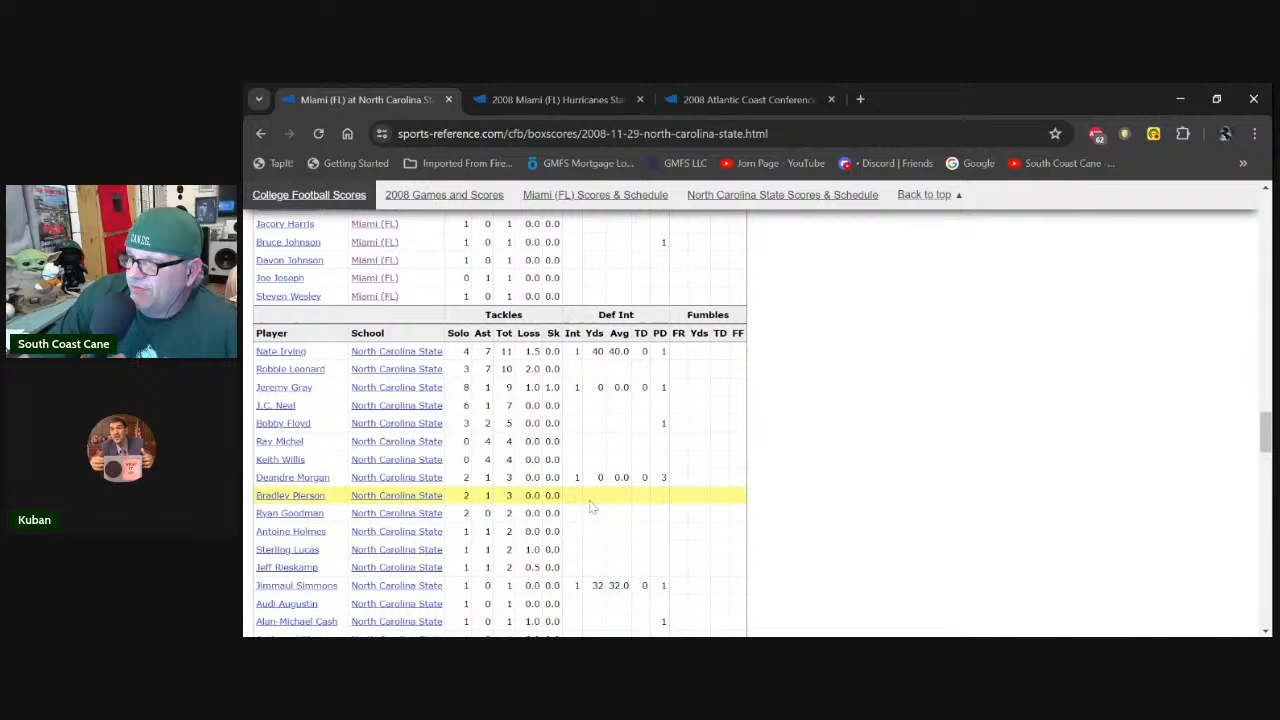 Miami (FL) at North Carolina Sta
2008 Miami (FL) Hurricanes Stat
2008 Atlantic Coast Conference
sports-reference.com/cfb/boxscores/2008-11-29-north-carolina-state.html
62
TapIt!
Getting Started
Imported From Fire...
GMFS Mortgage Lo...
GMFS LLC
Jorn Page - YouTube
Discord | Friends
Google
South Coast Cane -...
College Football Scores
2008 Games and Scores
Miami (FL) Scores & Schedule
North Carolina State Scores & Schedule
Back to top ▲
Jacory Harris Miami (FL) 1 0 1 0.0 0.0
Bruce Johnson Miami (FL) 1 0 1 0.0 0.0 1
Davon Johnson Miami (FL) 1 0 1 0.0 0.0
Joe Joseph Miami (FL) 0 1 1 0.0 0.0
Steven Wesley Miami (FL) 1 0 1 0.0 0.0
Tackles Def Int Fumbles
Player School Solo Ast Tot Loss Sk Int Yds Avg TD PD FR Yds TD FF
Nate Irving North Carolina State 4 7 11 1.5 0.0 1 40 40.0 0 1
Robbie Leonard North Carolina State 3 7 10 2.0 0.0
Jeremy Gray North Carolina State 8 1 9 1.0 1.0 1 0 0.0 0 1
J.C. Neal North Carolina State 6 1 7 0.0 0.0
Bobby Floyd North Carolina State 3 2 5 0.0 0.0 1
Ray Michel North Carolina State 0 4 4 0.0 0.0
Keith Willis North Carolina State 0 4 4 0.0 0.0
Deandre Morgan North Carolina State 2 1 3 0.0 0.0 1 0 0.0 0 3
Bradley Pierson North Carolina State 2 1 3 0.0 0.0
Ryan Goodman North Carolina State 2 0 2 0.0 0.0
Antoine Holmes North Carolina State 1 1 2 0.0 0.0
Sterling Lucas North Carolina State 1 1 2 1.0 0.0
Jeff Rieskamp North Carolina State 1 1 2 0.5 0.0
Jimmaul Simmons North Carolina State 1 0 1 0.0 0.0 1 32 32.0 0 1
Audi Augustin North Carolina State 1 0 1 0.0 0.0
Alan-Michael Cash North Carolina State 1 0 1 1.0 0.0 1
CANES
South Coast Cane
Kuban